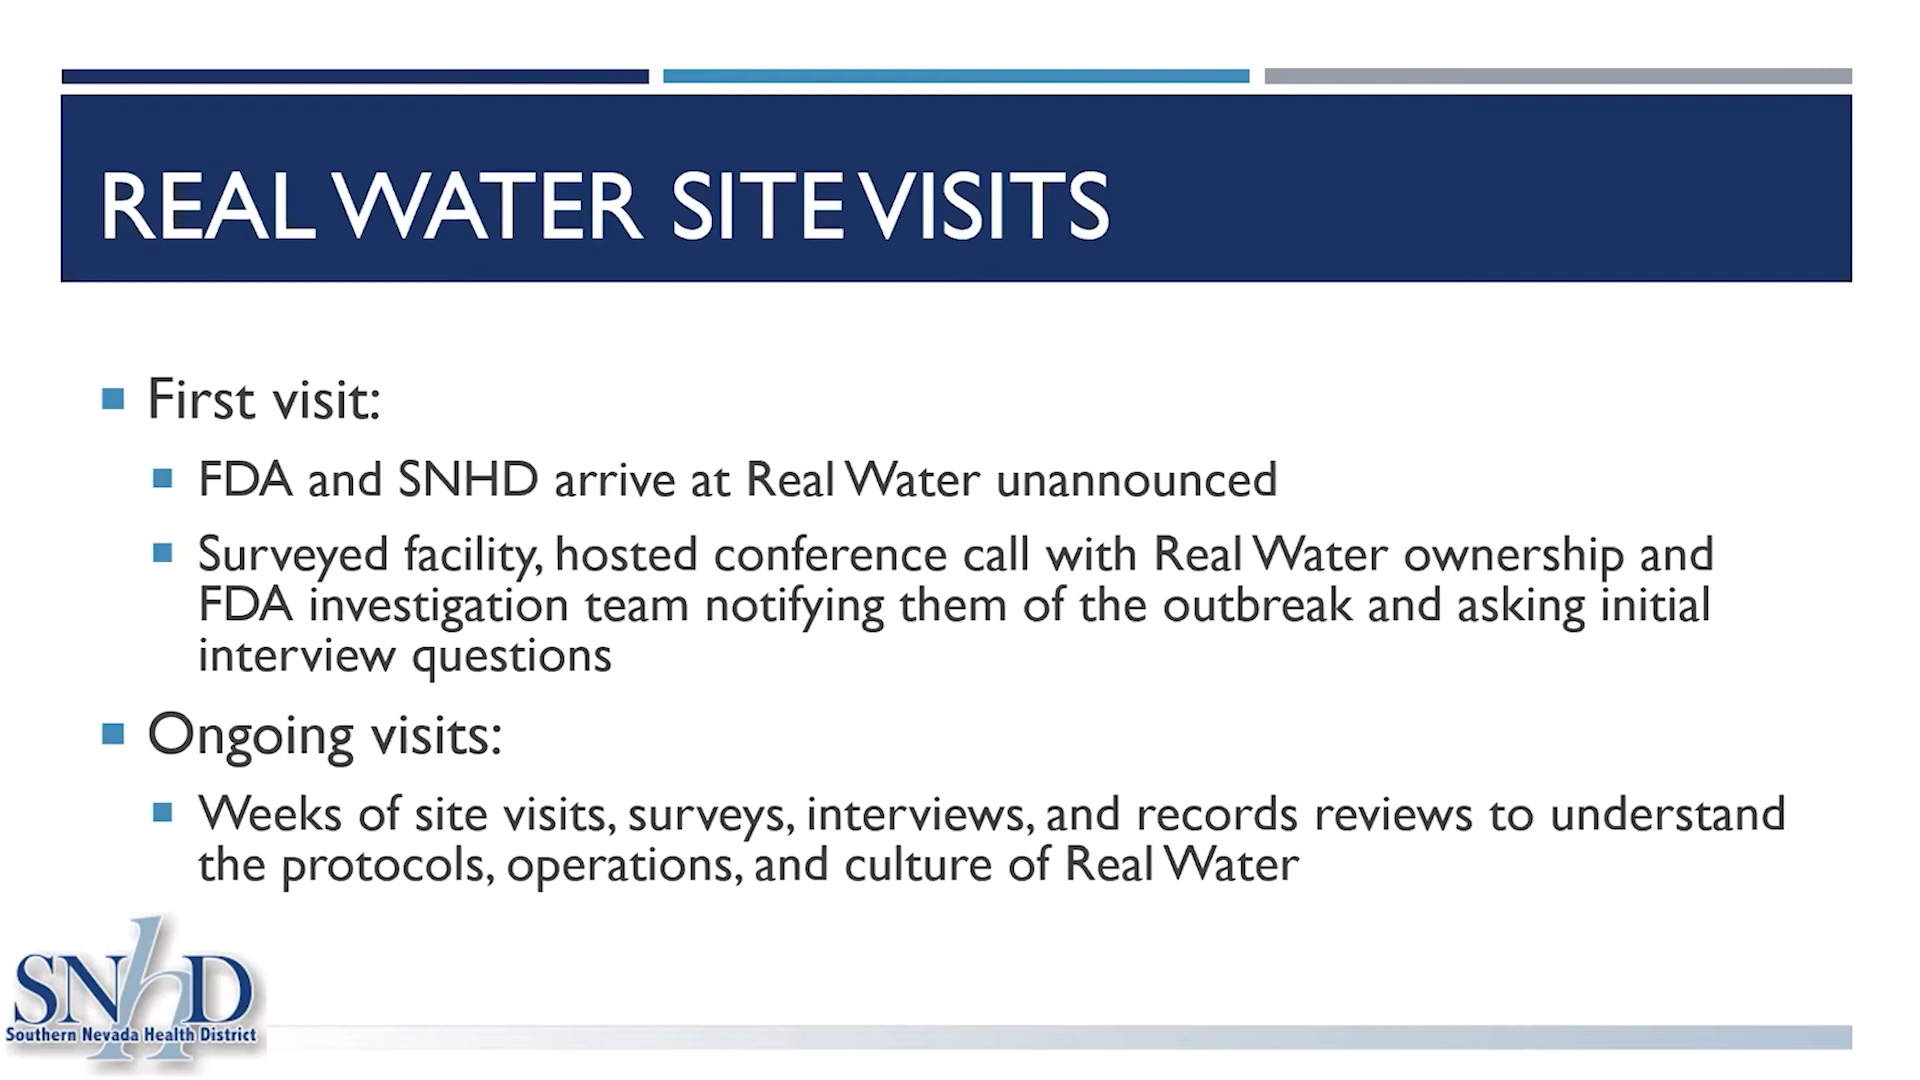 REAL WATER SITE VISITS
First visit:
FDA and SNHD arrive at Real Water unannounced
Surveyed facility, hosted conference call with Real Water ownership and
FDA investigation team notifying them of the outbreak and asking initial
interview questions
Ongoing visits:
Weeks of site visits, surveys, interviews, and records reviews to understand
the protocols, operations, and culture of Real Water
SNhD
Southern Nevada Health District